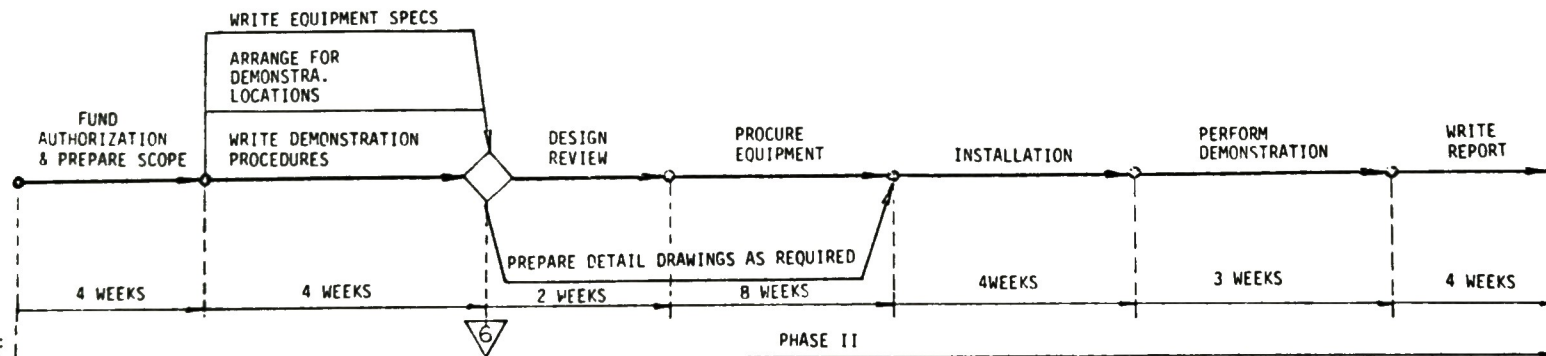 WRITE EQUIPMENT SPECS
ARRANGE FOR
DEMONSTRA.
LOCATIONS
FUND
AUTHORIZATION
& PREPARE SCOPE
WRITE DEMONSTRATION
PROCEDURES
DESIGN
REVIEW
PROCURE
EQUIPMENT
INSTALLATION
PERFORM
DEMONSTRATION
WRITE
REPORT
PREPARE DETAIL DRAWINGS AS REQUIRED
4 WEEKS
4 WEEKS
2 WEEKS
8 WEEKS
4WEEKS
3 WEEKS
4 WEEKS
6
PHASE II